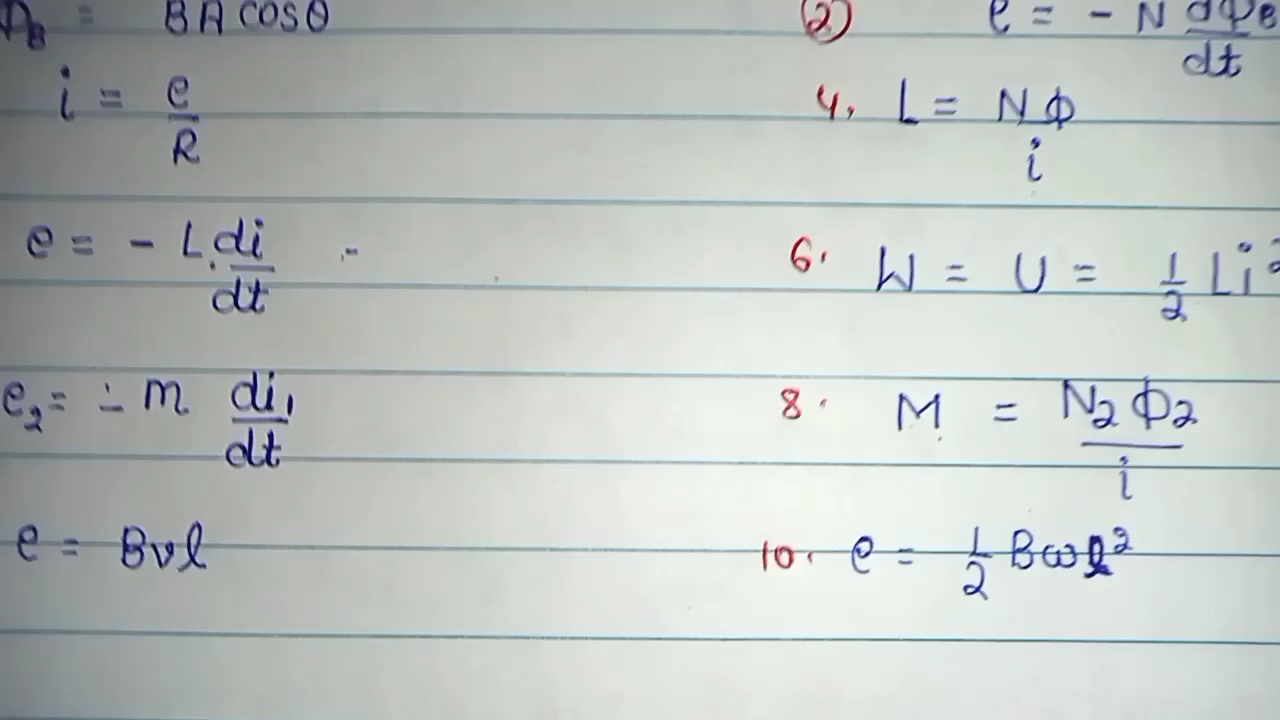 Φ_B = BA cosθ
(2) e = - N dΦ_B/dt
i = e/R
4. L = NΦ/i
e = - L di/dt
6. W = U = 1/2 Li²
e₂ = - m di₁/dt
8. M = N₂Φ₂/i
e = Bvl
10. e = 1/2 Bωl²